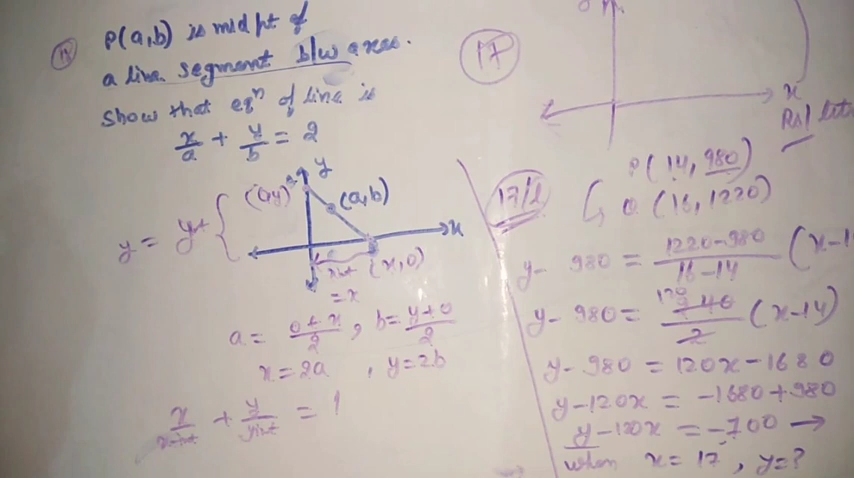 P(a,b) is mid pt of
a line segment b/w axes.
Show that eqn of line is
x/a + y/b = 2
y
(0,y)
(a,b)
y =
x
(x,0)
x int
= x
a = 0+x/2 , b = y+0/2
x = 2a , y = 2b
x/x int + y/y int = 1
17
x
Rs/
17/2
P(14, 980)
Q (16, 1220)
y - 980 = 1220-980/16-14 (x-1
y - 980 = 120 240/2 (x-14)
y - 980 = 120x - 1680
y - 120x = -1680 + 980
y - 120x = -700 →
when x = 17, y = ?